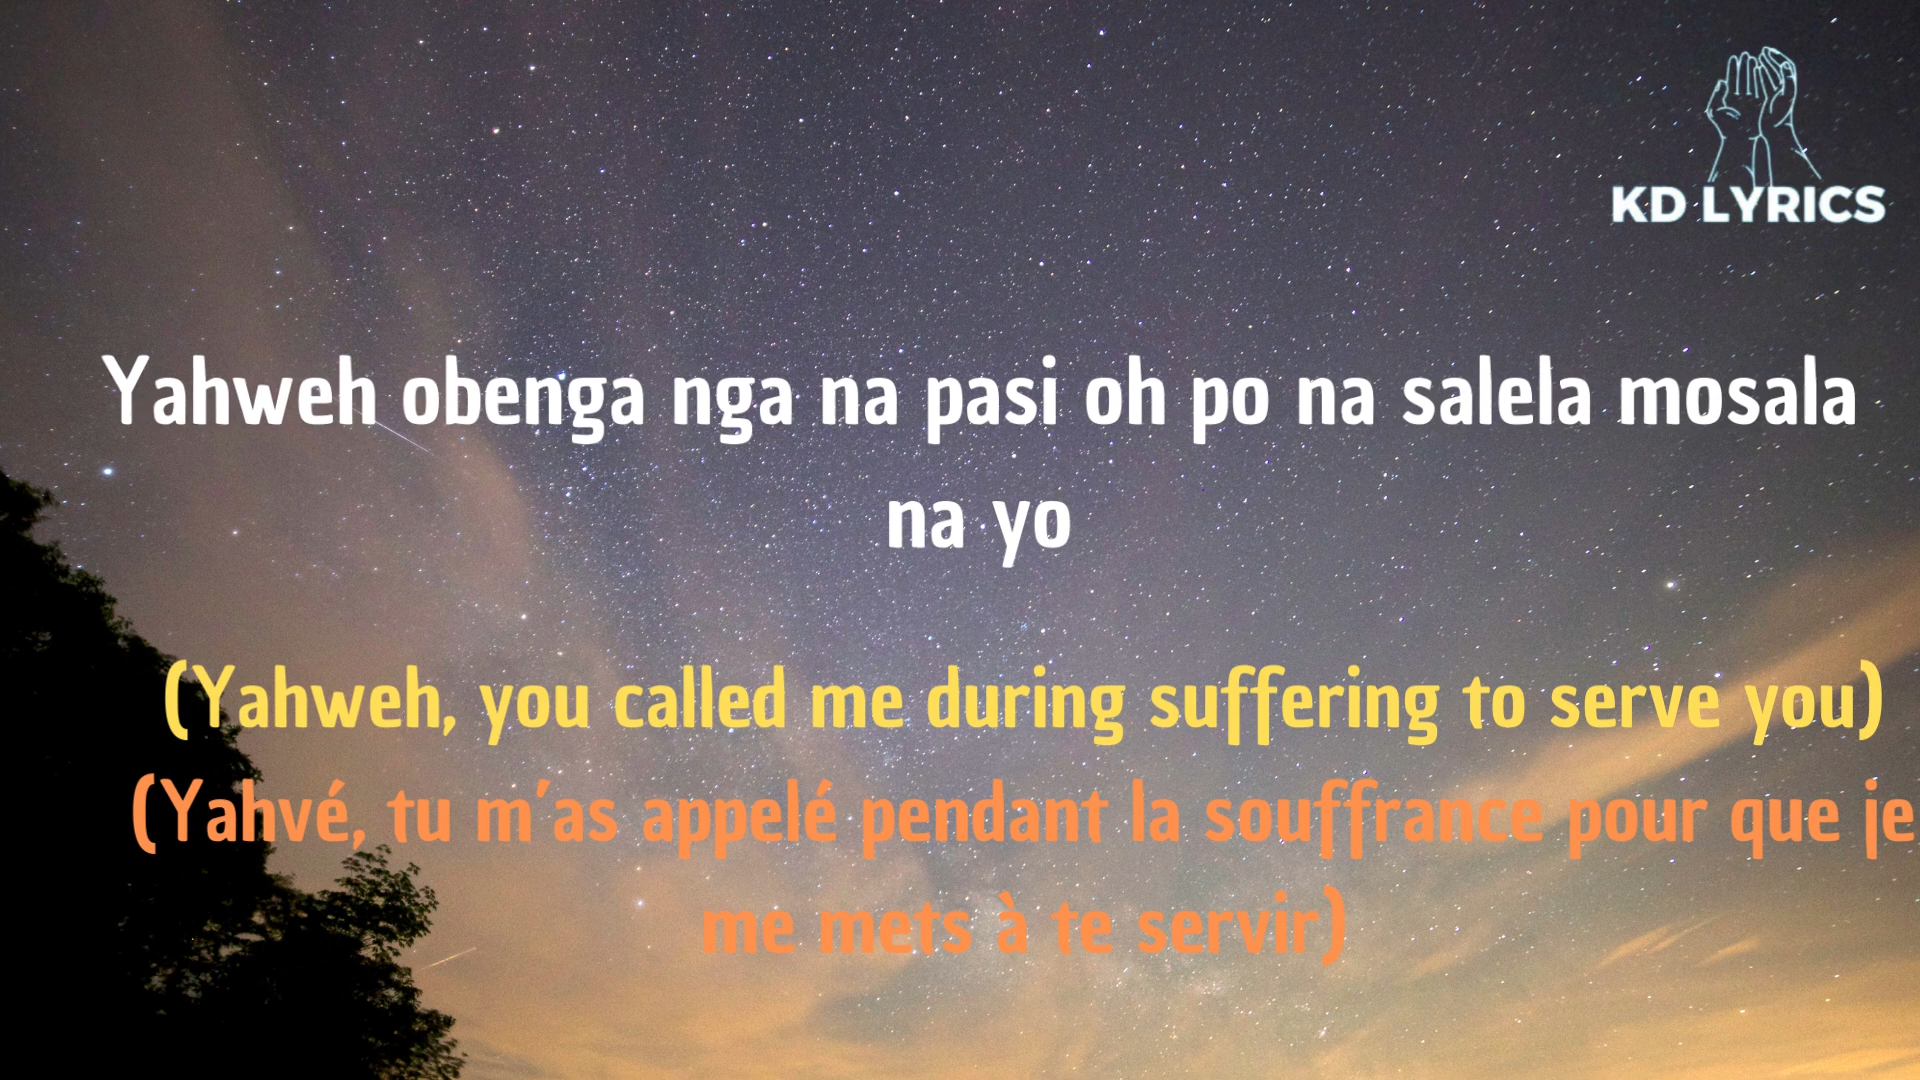 KD LYRICS
Yahweh obenga nga na pasi oh po na salela mosala
na yo
(Yahweh, you called me during suffering to serve you)
(Yahvé, tu m'as appelé pendant la souffrance pour que je
me mets à te servir)